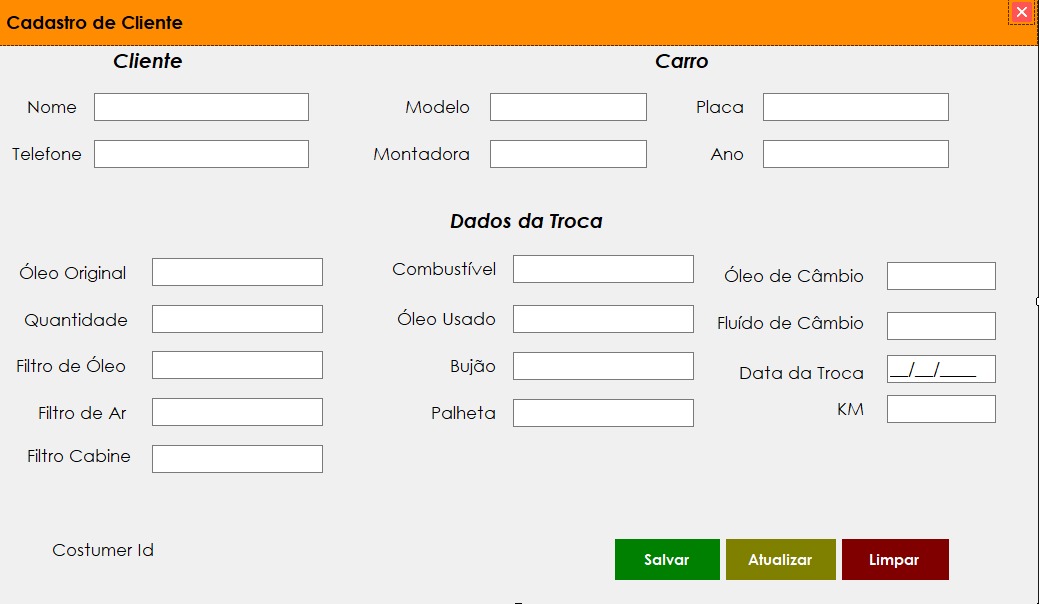 Cadastro de Cliente
Cliente
Carro
Nome
Modelo
Placa
Telefone
Montadora
Ano
Dados da Troca
Óleo Original
Combustível
Óleo de Câmbio
Quantidade
Óleo Usado
Fluído de Câmbio
Filtro de Óleo
Bujão
Data da Troca
__/__/____
Filtro de Ar
Palheta
KM
Filtro Cabine
Costumer Id
Salvar
Atualizar
Limpar